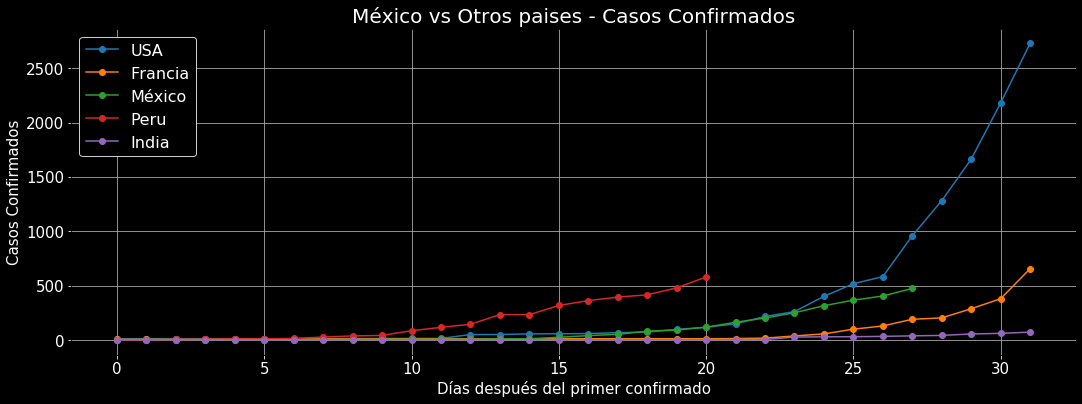 México vs Otros paises - Casos Confirmados
USA
Francia
México
Peru
India
Casos Confirmados
2500
2000
1500
1000
500
0
0 5 10 15 20 25 30
Días después del primer confirmado